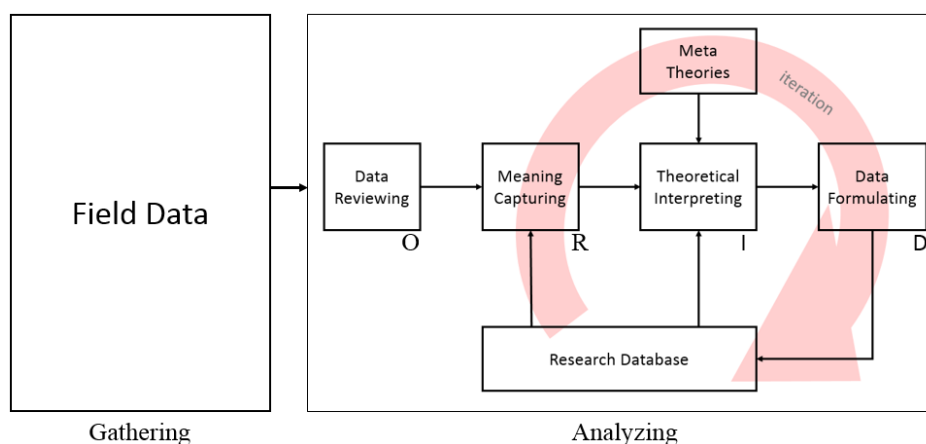 Field Data
Gathering
Meta
Theories
iteration
Data
Reviewing
O
Meaning
Capturing
R
Theoretical
Interpreting
I
Data
Formulating
D
Research Database
Analyzing